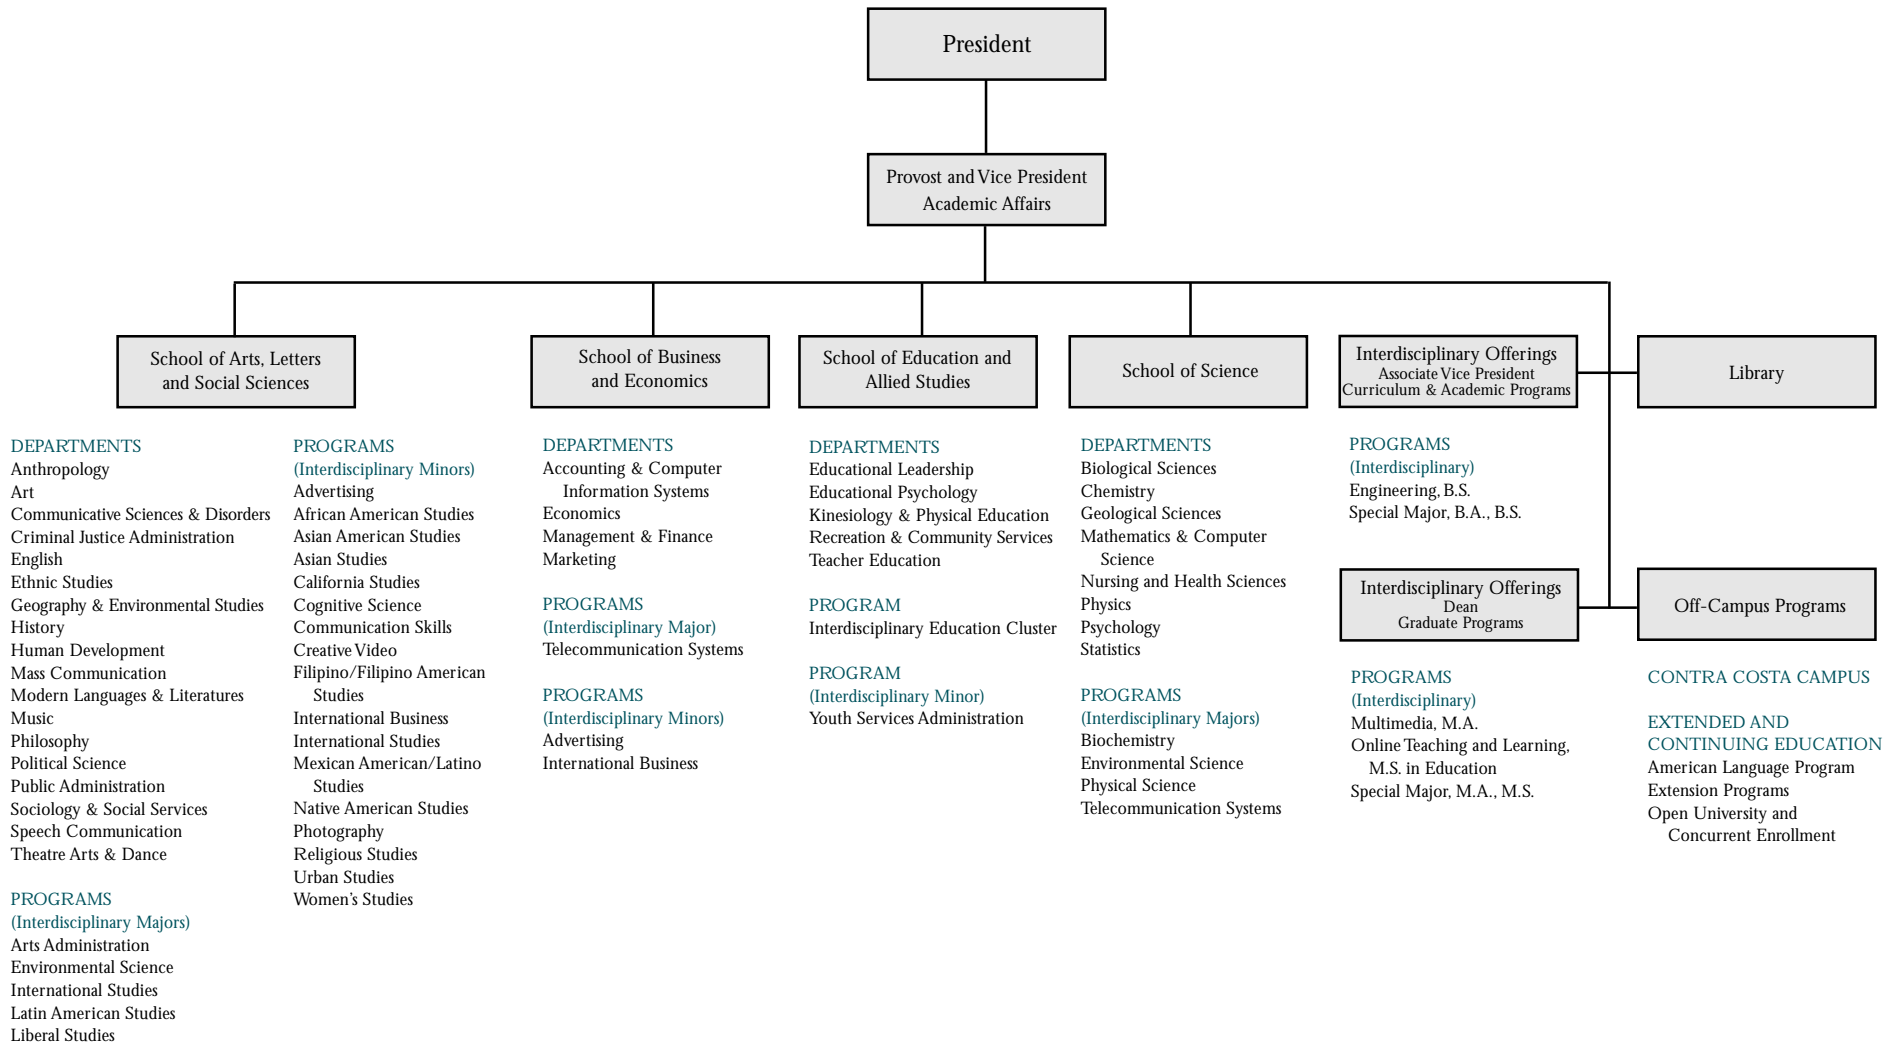 President
Provost and Vice President
Academic Affairs
School of Arts, Letters
and Social Sciences
School of Business
and Economics
School of Education and
Allied Studies
School of Science
Interdisciplinary Offerings
Associate Vice President
Curriculum & Academic Programs
Library
DEPARTMENTS
Anthropology
Art
Communicative Sciences & Disorders
Criminal Justice Administration
English
Ethnic Studies
Geography & Environmental Studies
History
Human Development
Mass Communication
Modern Languages & Literatures
Music
Philosophy
Political Science
Public Administration
Sociology & Social Services
Speech Communication
Theatre Arts & Dance
PROGRAMS
(Interdisciplinary Majors)
Arts Administration
Environmental Science
International Studies
Latin American Studies
Liberal Studies
PROGRAMS
(Interdisciplinary Minors)
Advertising
African American Studies
Asian American Studies
Asian Studies
California Studies
Cognitive Science
Communication Skills
Creative Video
Filipino/Filipino American
Studies
International Business
International Studies
Mexican American/Latino
Studies
Native American Studies
Photography
Religious Studies
Urban Studies
Women's Studies
DEPARTMENTS
Accounting & Computer
Information Systems
Economics
Management & Finance
Marketing
PROGRAMS
(Interdisciplinary Major)
Telecommunication Systems
PROGRAMS
(Interdisciplinary Minors)
Advertising
International Business
DEPARTMENTS
Educational Leadership
Educational Psychology
Kinesiology & Physical Education
Recreation & Community Services
Teacher Education
PROGRAM
Interdisciplinary Education Cluster
PROGRAM
(Interdisciplinary Minor)
Youth Services Administration
DEPARTMENTS
Biological Sciences
Chemistry
Geological Sciences
Mathematics & Computer
Science
Nursing and Health Sciences
Physics
Psychology
Statistics
PROGRAMS
(Interdisciplinary Majors)
Biochemistry
Environmental Science
Physical Science
Telecommunication Systems
PROGRAMS
(Interdisciplinary)
Engineering, B.S.
Special Major, B.A., B.S.
Interdisciplinary Offerings
Dean
Graduate Programs
PROGRAMS
(Interdisciplinary)
Multimedia, M.A.
Online Teaching and Learning,
M.S. in Education
Special Major, M.A., M.S.
Off-Campus Programs
CONTRA COSTA CAMPUS
EXTENDED AND
CONTINUING EDUCATION
American Language Program
Extension Programs
Open University and
Concurrent Enrollment